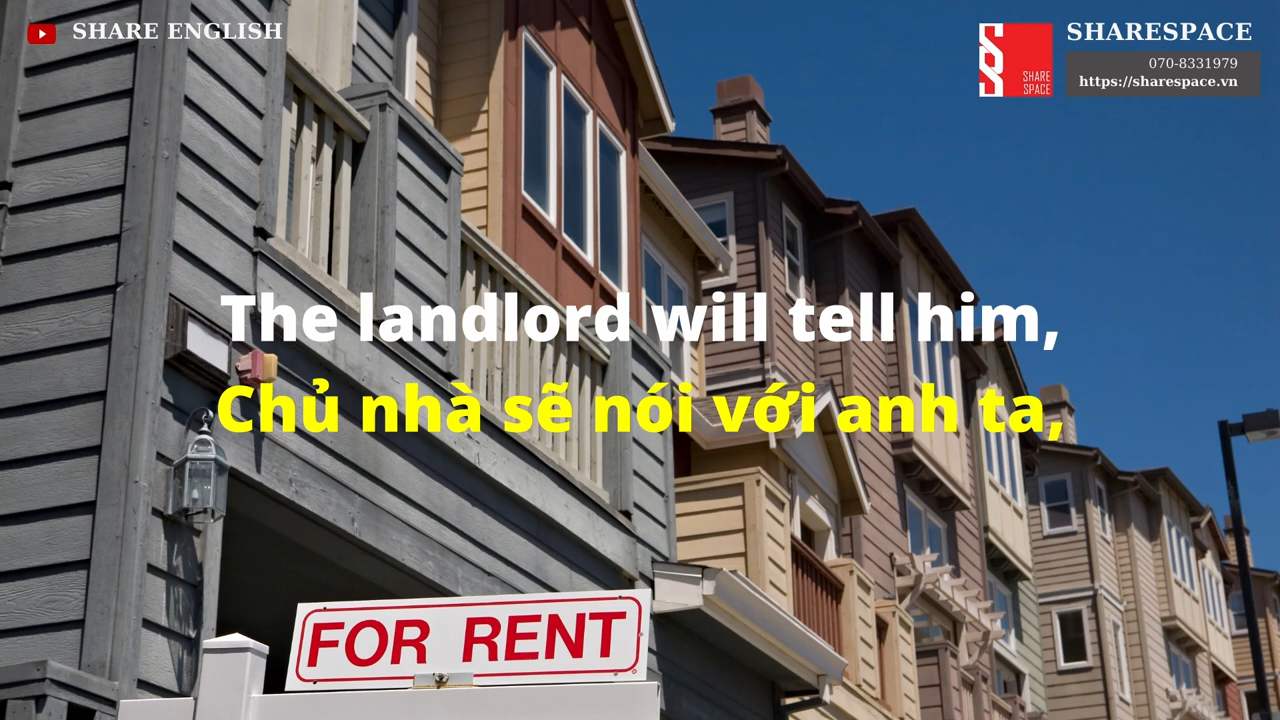 SHARE ENGLISH
SHARE
SPACE
SHARESPACE
070-8331979
https://sharespace.vn
The landlord will tell him,
Chủ nhà sẽ nói với anh ta,
FOR RENT